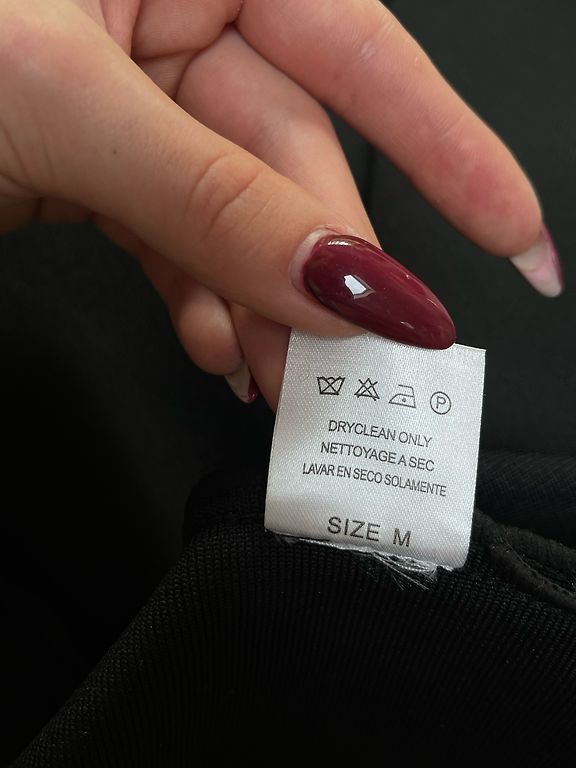 P
DRYCLEAN ONLY
NETTOYAGE A SEC
LAVAR EN SECO SOLAMENTE
SIZE M